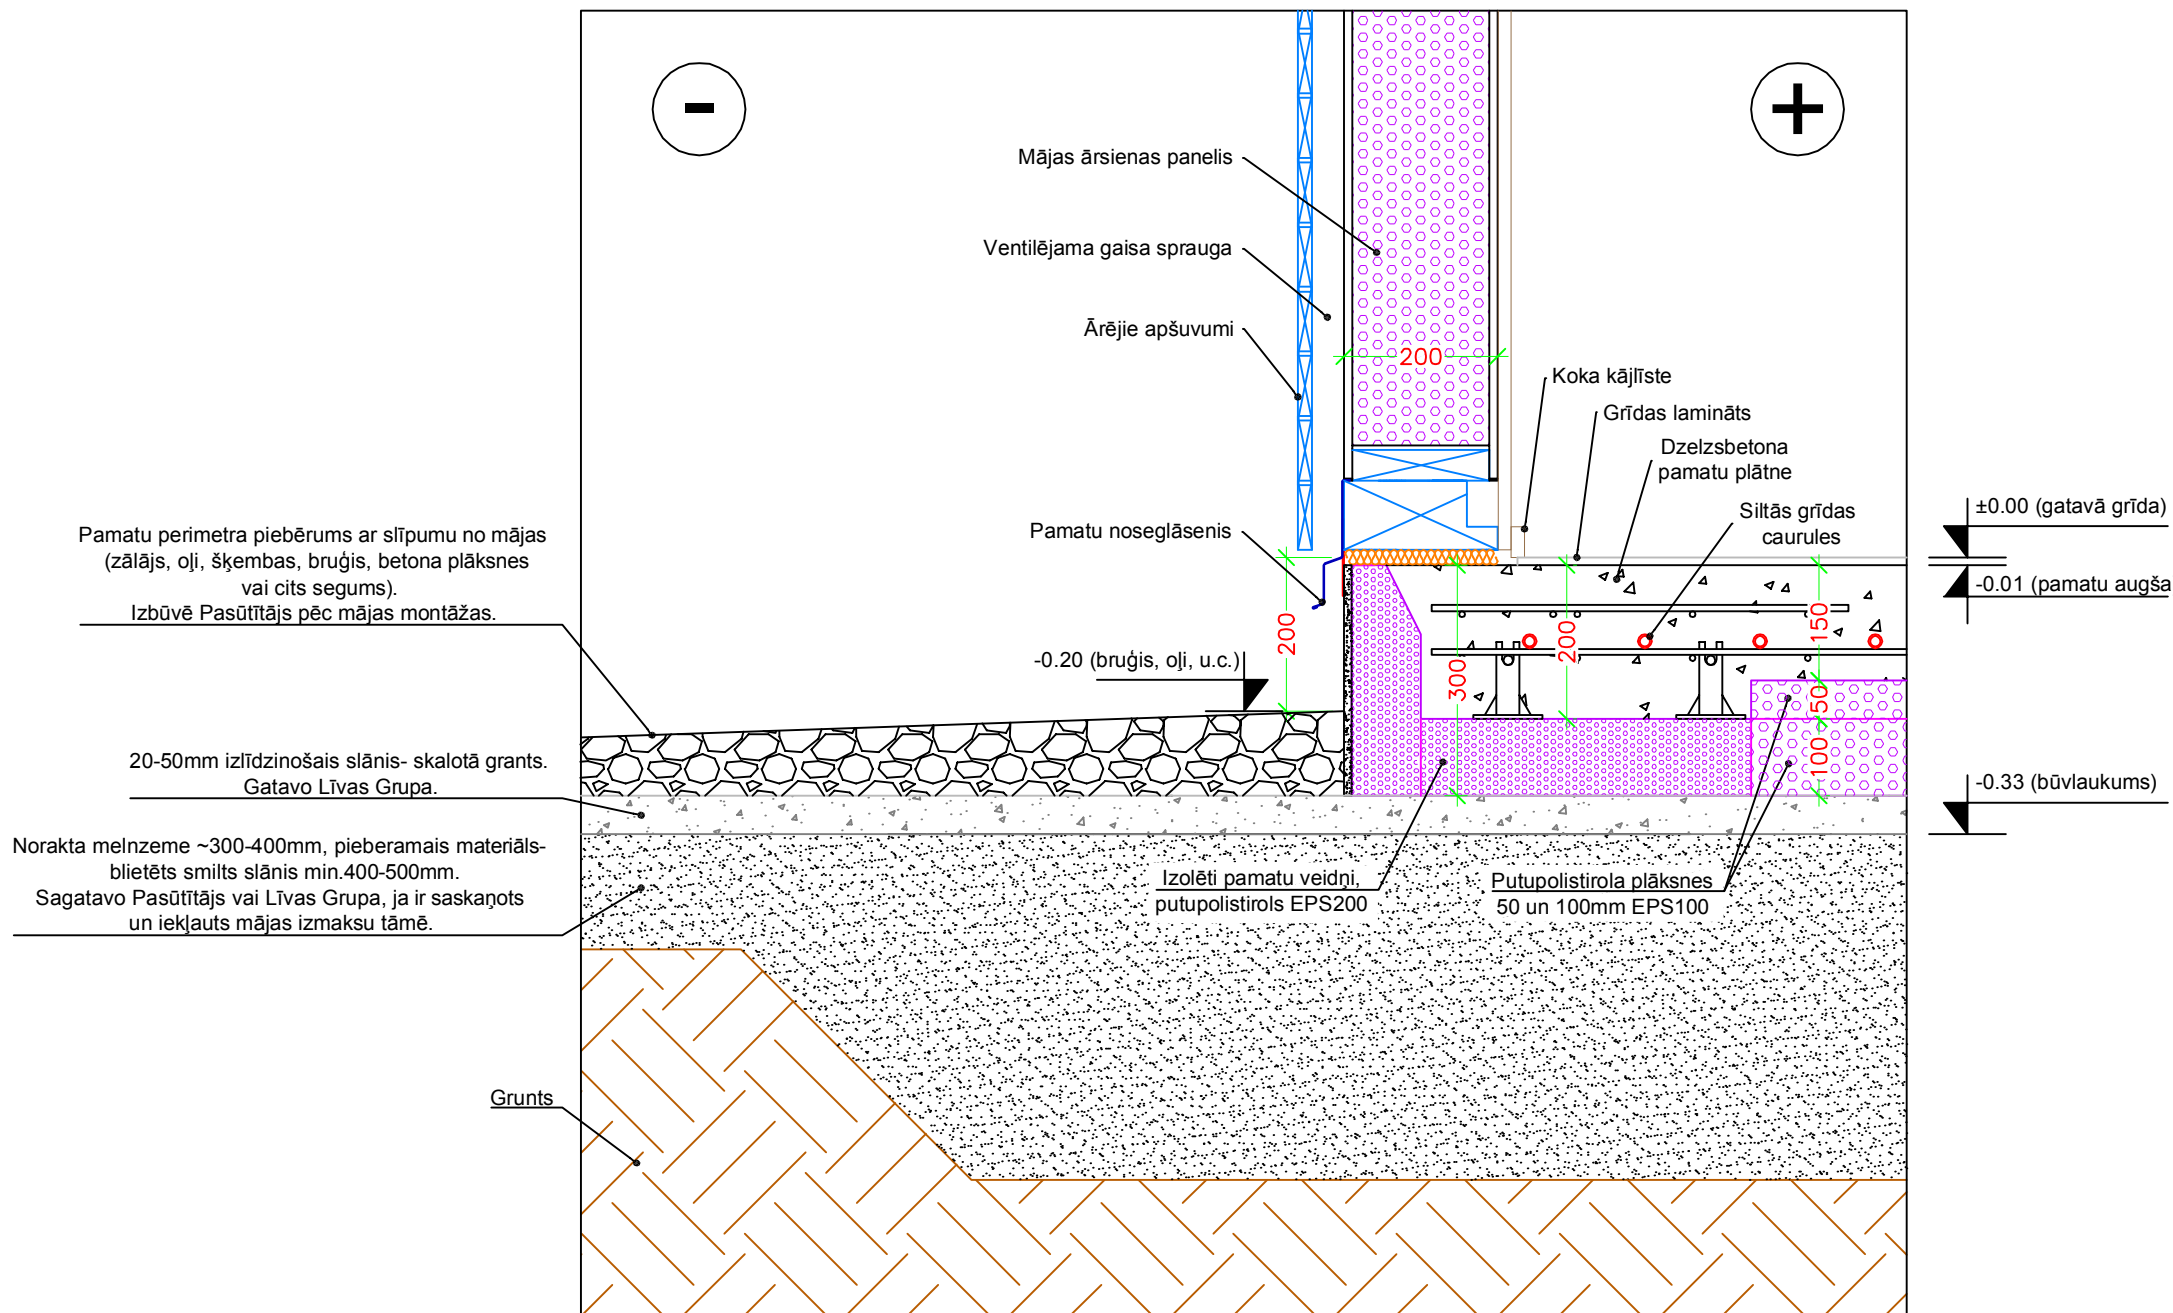 -
+
Mājas ārsienas panelis
Ventilējama gaisa sprauga
Ārējie apšuvumi
200
Koka kājlīste
Grīdas lamināts
Dzelzsbetona
pamatu plātne
Siltās grīdas
caurules
±0.00 (gatavā grīda)
-0.01 (pamatu augša
Pamatu noseglāsenis
Pamatu perimetra piebērums ar slīpumu no mājas
(zālājs, oļi, šķembas, bruģis, betona plāksnes
vai cits segums).
Izbūvē Pasūtītājs pēc mājas montāžas.
200
-0.20 (bruģis, oļi, u.c.)
300
200
150
50
100
20-50mm izlīdzinošais slānis- skalotā grants.
Gatavo Līvas Grupa.
-0.33 (būvlaukums)
Norakta melnzeme ~300-400mm, pieberamais materiāls-
blietēts smilts slānis min.400-500mm.
Sagatavo Pasūtītājs vai Līvas Grupa, ja ir saskaņots
un iekļauts mājas izmaksu tāmē.
Izolēti pamatu veidņi,
putupolistirols EPS200
Putupolistirola plāksnes
50 un 100mm EPS100
Grunts